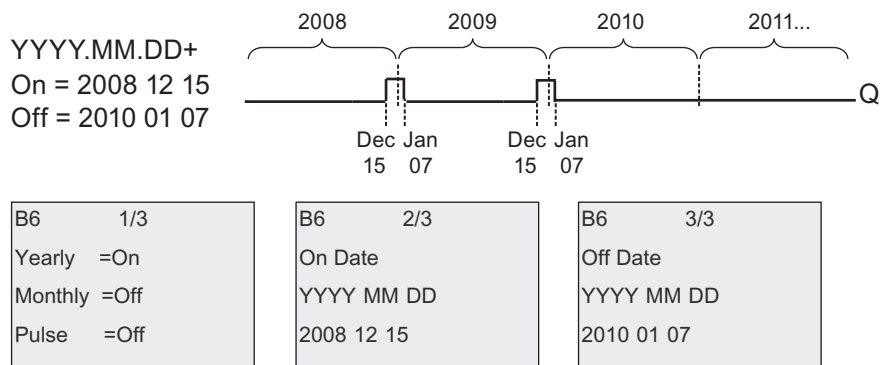 2008 2009 2010 2011...
YYYY.MM.DD+
On = 2008 12 15
Off = 2010 01 07
Q
Dec Jan Dec Jan
15 07 15 07
B6 1/3
Yearly =On
Monthly =Off
Pulse =Off
B6 2/3
On Date
YYYY MM DD
2008 12 15
B6 3/3
Off Date
YYYY MM DD
2010 01 07